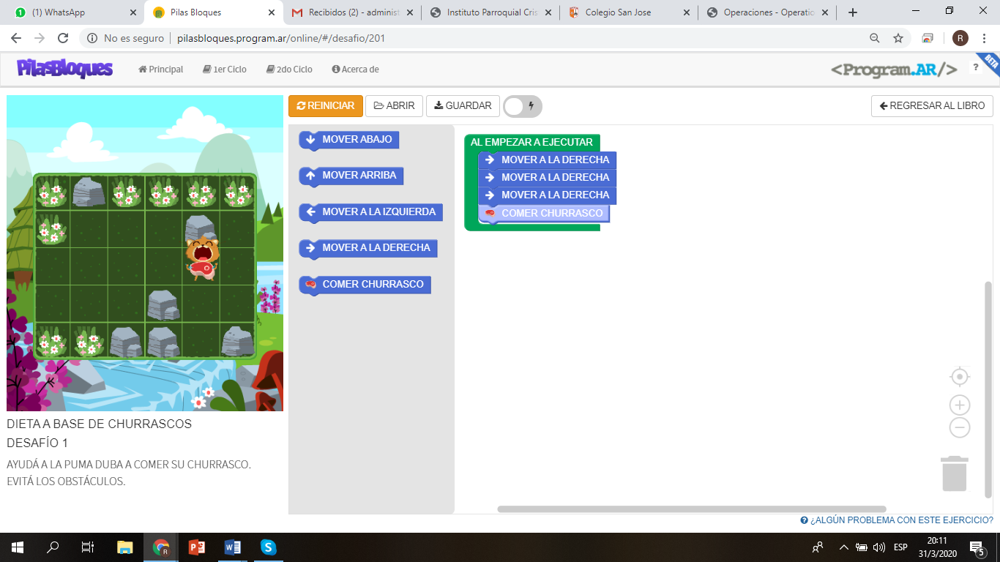 (1) WhatsApp
Pilas Bloques
Recibidos (2) - administ
Instituto Parroquial Cris
Colegio San Jose
Operaciones - Operatio
No es seguro
pilasbloques.program.ar/online/#/desafio/201
R
PilasBloques
Principal
1er Ciclo
2do Ciclo
Acerca de
<Program.AR/>
?
BETA
REINICIAR
ABRIR
GUARDAR
REGRESAR AL LIBRO
MOVER ABAJO
MOVER ARRIBA
MOVER A LA IZQUIERDA
MOVER A LA DERECHA
COMER CHURRASCO
AL EMPEZAR A EJECUTAR
MOVER A LA DERECHA
MOVER A LA DERECHA
MOVER A LA DERECHA
COMER CHURRASCO
DIETA A BASE DE CHURRASCOS
DESAFÍO 1
AYUDÁ A LA PUMA DUBA A COMER SU CHURRASCO.
EVITÁ LOS OBSTÁCULOS.
¿ALGÚN PROBLEMA CON ESTE EJERCICIO?
ESP
20:11
31/3/2020
5